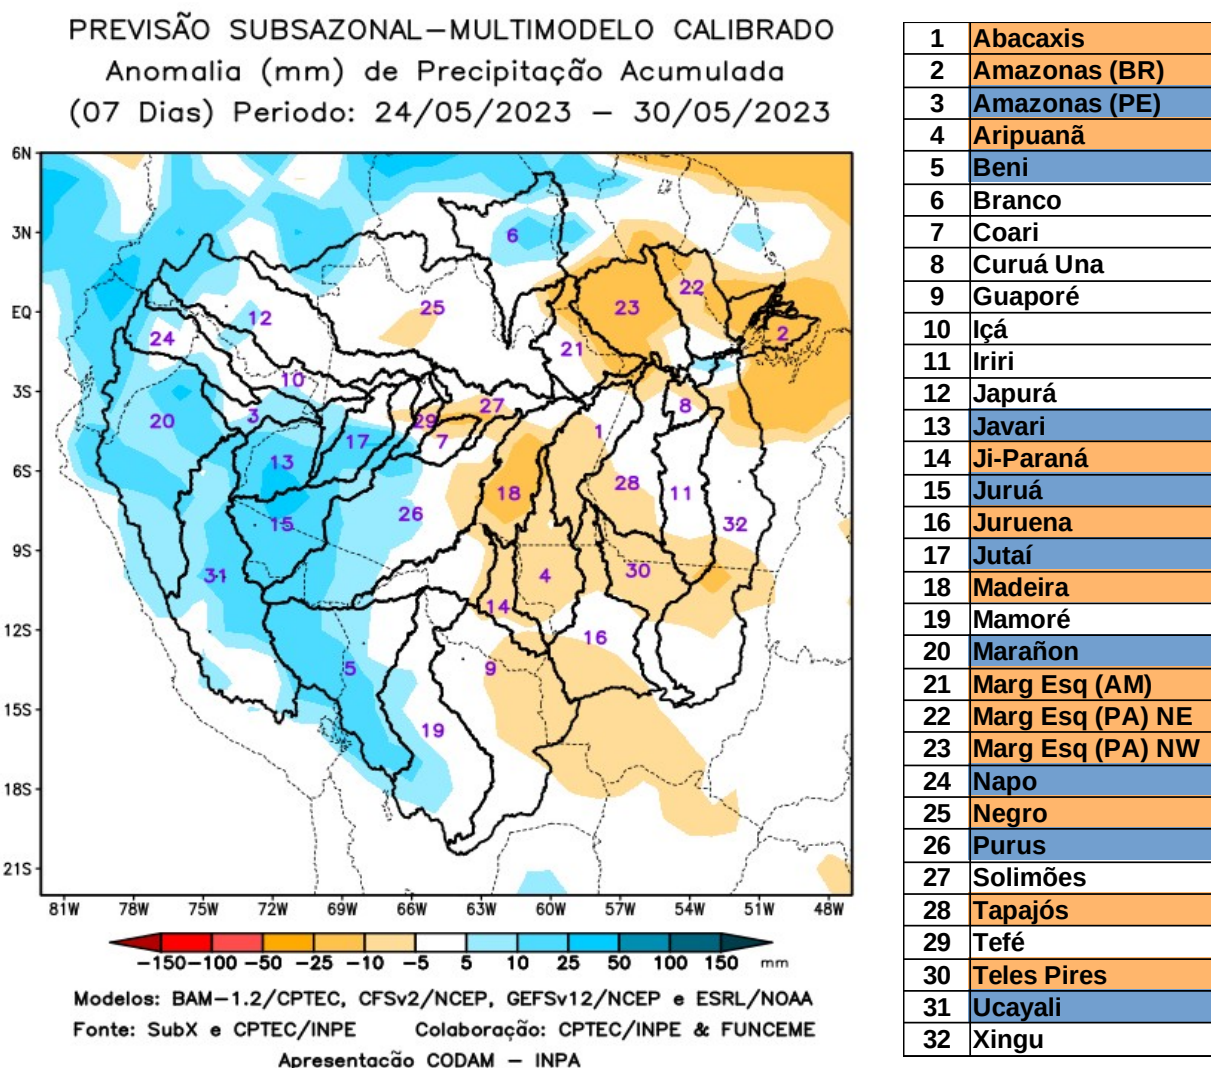 PREVISÃO SUBSAZONAL–MULTIMODELO CALIBRADO
Anomalia (mm) de Precipitação Acumulada
(07 Dias) Periodo: 24/05/2023 – 30/05/2023
6N
3N
EQ
3S
6S
9S
12S
15S
18S
21S
81W 78W 75W 72W 69W 66W 63W 60W 57W 54W 51W 48W
6
25
23
22
2
12
24
21
10
3
20
27
29
7
17
8
1
13
18
28
11
15
26
32
31
4
30
14
16
5
9
19
-150 -100 -50 -25 -10 -5 5 10 25 50 100 150 mm
Modelos: BAM–1.2/CPTEC, CFSv2/NCEP, GEFSv12/NCEP e ESRL/NOAA
Fonte: SubX e CPTEC/INPE Colaboração: CPTEC/INPE & FUNCEME
Apresentação CODAM – INPA
1 Abacaxis
2 Amazonas (BR)
3 Amazonas (PE)
4 Aripuanã
5 Beni
6 Branco
7 Coari
8 Curuá Una
9 Guaporé
10 Içá
11 Iriri
12 Japurá
13 Javari
14 Ji-Paraná
15 Juruá
16 Juruena
17 Jutaí
18 Madeira
19 Mamoré
20 Marañon
21 Marg Esq (AM)
22 Marg Esq (PA) NE
23 Marg Esq (PA) NW
24 Napo
25 Negro
26 Purus
27 Solimões
28 Tapajós
29 Tefé
30 Teles Pires
31 Ucayali
32 Xingu